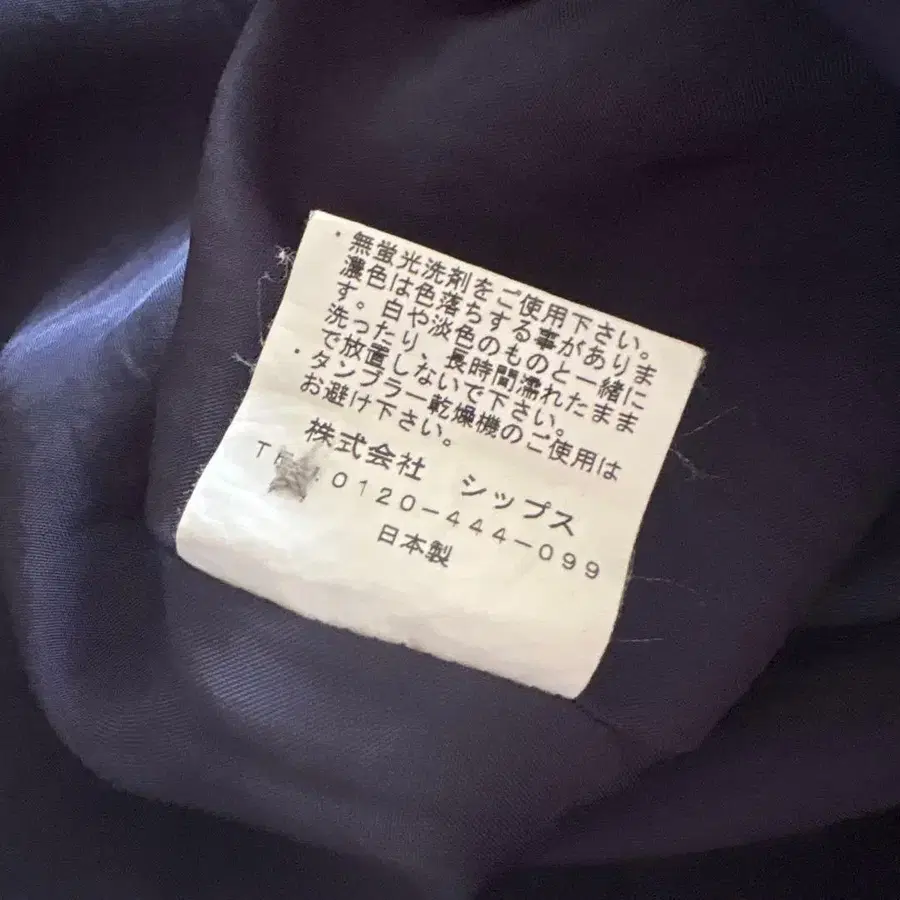 ・無蛍光洗剤をご使用下さい。
濃色は色落ちする事がありま
す。白や淡色のものと一緒に
洗ったり、長時間濡れたまま
で放置しないで下さい。
・タンブラー乾燥機のご使用は
お避け下さい。
株式会社 シップス
0120-444-099
日本製